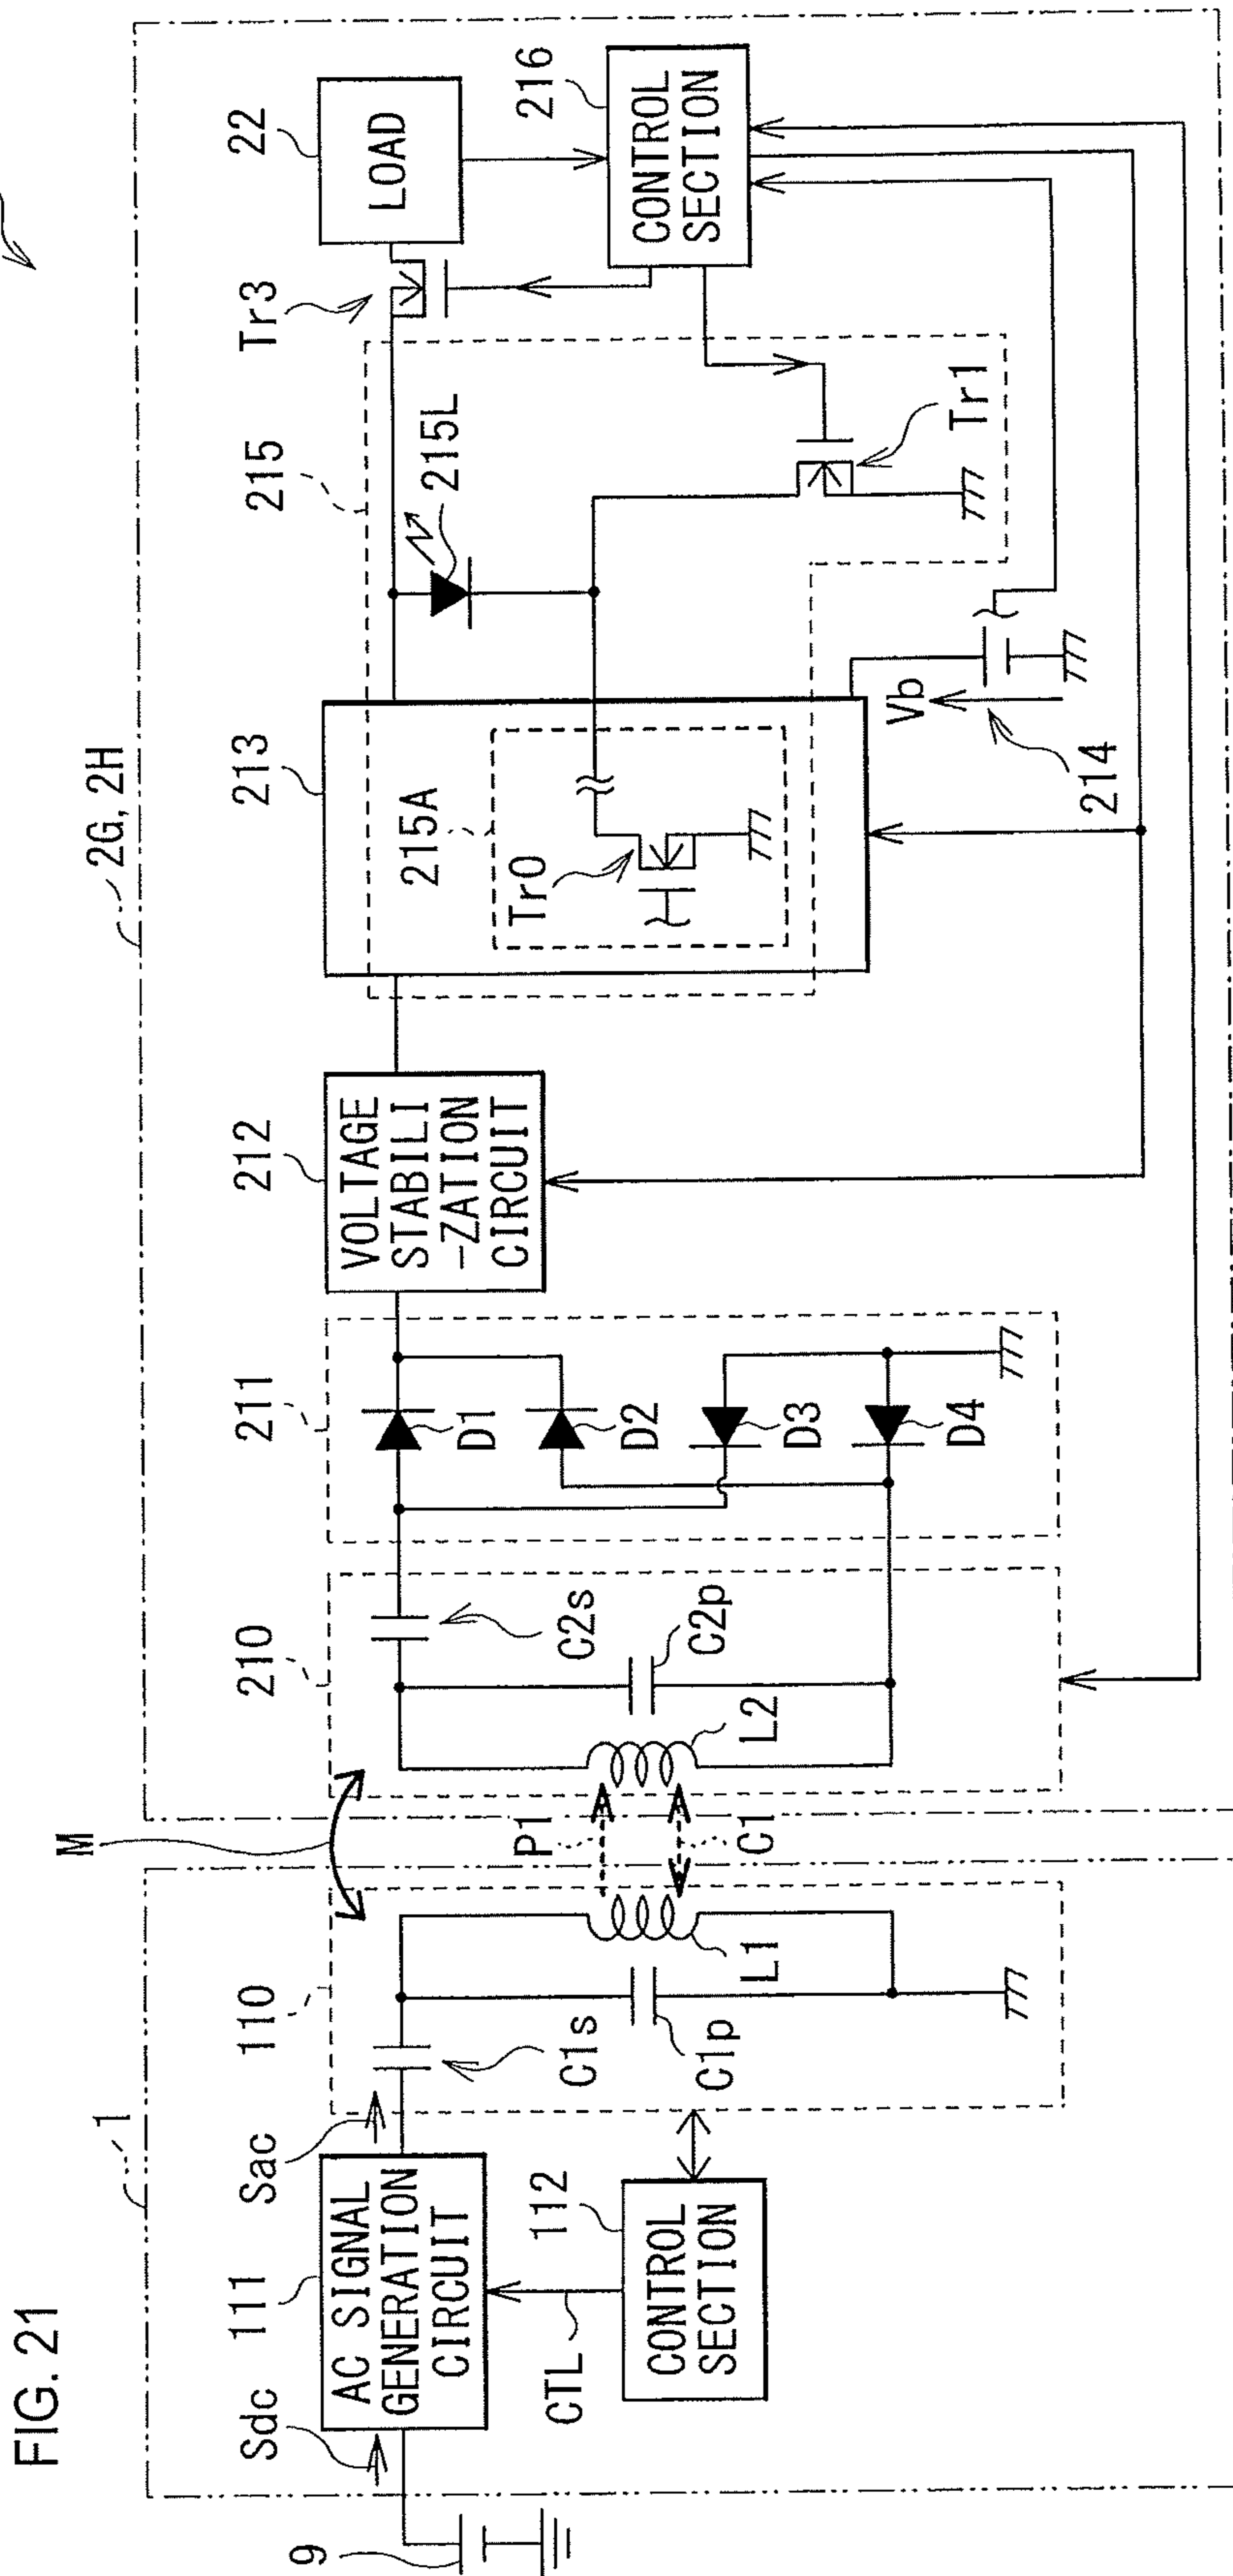 FIG. 21
1
2G, 2H
M
9
Sdc
111
AC SIGNAL
GENERATION
CIRCUIT
Sac
110
C1s
C1p
L1
CTL
112
CONTROL
SECTION
P1
C1
210
C2s
C2p
L2
211
D1
D2
D3
D4
212
VOLTAGE
STABILI
-ZATION
CIRCUIT
213
215A
Tr0
215
215L
Tr1
Vb
214
Tr3
22
LOAD
216
CONTROL
SECTION